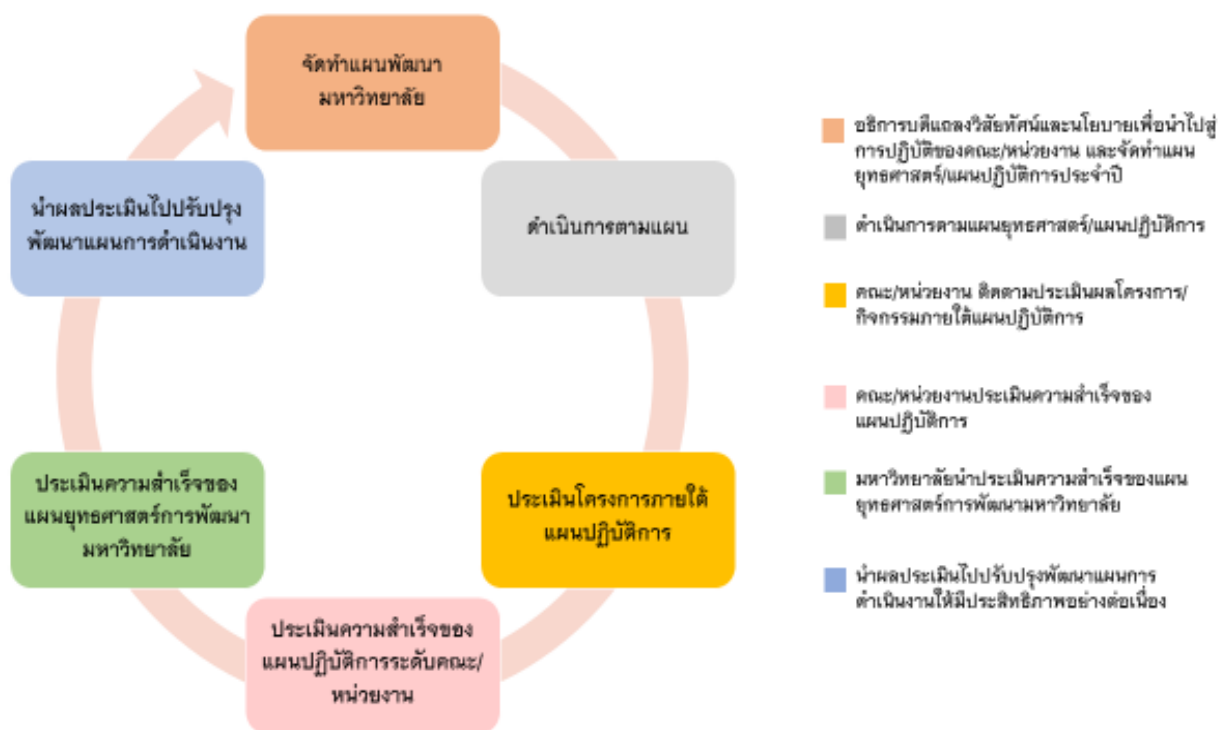 จัดทำแผนพัฒนา
มหาวิทยาลัย
ดำเนินการตามแผน
ประเมินโครงการภายใต้
แผนปฏิบัติการ
ประเมินความสำเร็จของ
แผนปฏิบัติการระดับคณะ/
หน่วยงาน
ประเมินความสำเร็จของ
แผนยุทธศาสตร์การพัฒนา
มหาวิทยาลัย
นำผลประเมินไปปรับปรุง
พัฒนาแผนการดำเนินงาน
อธิการบดีแถลงวิสัยทัศน์และนโยบายเพื่อนำไปสู่
การปฏิบัติของคณะ/หน่วยงาน และจัดทำแผน
ยุทธศาสตร์/แผนปฏิบัติการประจำปี
ดำเนินการตามแผนยุทธศาสตร์/แผนปฏิบัติการ
คณะ/หน่วยงาน ติดตามประเมินผลโครงการ/
กิจกรรมภายใต้แผนปฏิบัติการ
คณะ/หน่วยงานประเมินความสำเร็จของ
แผนปฏิบัติการ
มหาวิทยาลัยนำประเมินความสำเร็จของแผน
ยุทธศาสตร์การพัฒนามหาวิทยาลัย
นำผลประเมินไปปรับปรุงพัฒนาแผนการ
ดำเนินงานให้มีประสิทธิภาพอย่างต่อเนื่อง